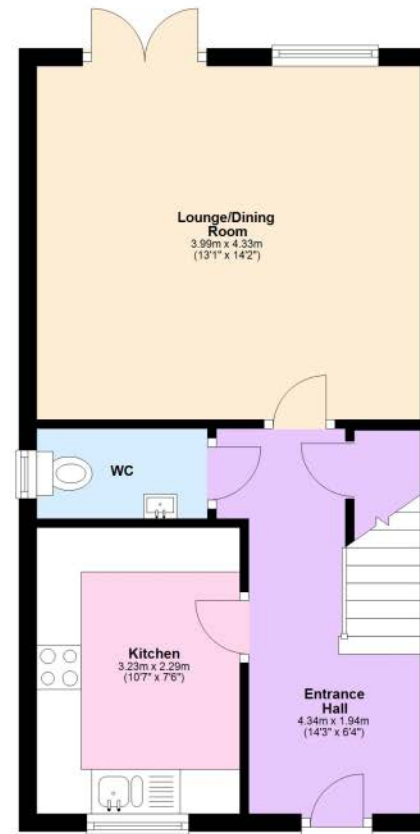 Lounge/Dining
Room
3.99m x 4.33m
(13'1" x 14'2")
WC
Kitchen
3.23m x 2.29m
(10'7" x 7'6")
Entrance
Hall
4.34m x 1.94m
(14'3" x 6'4")